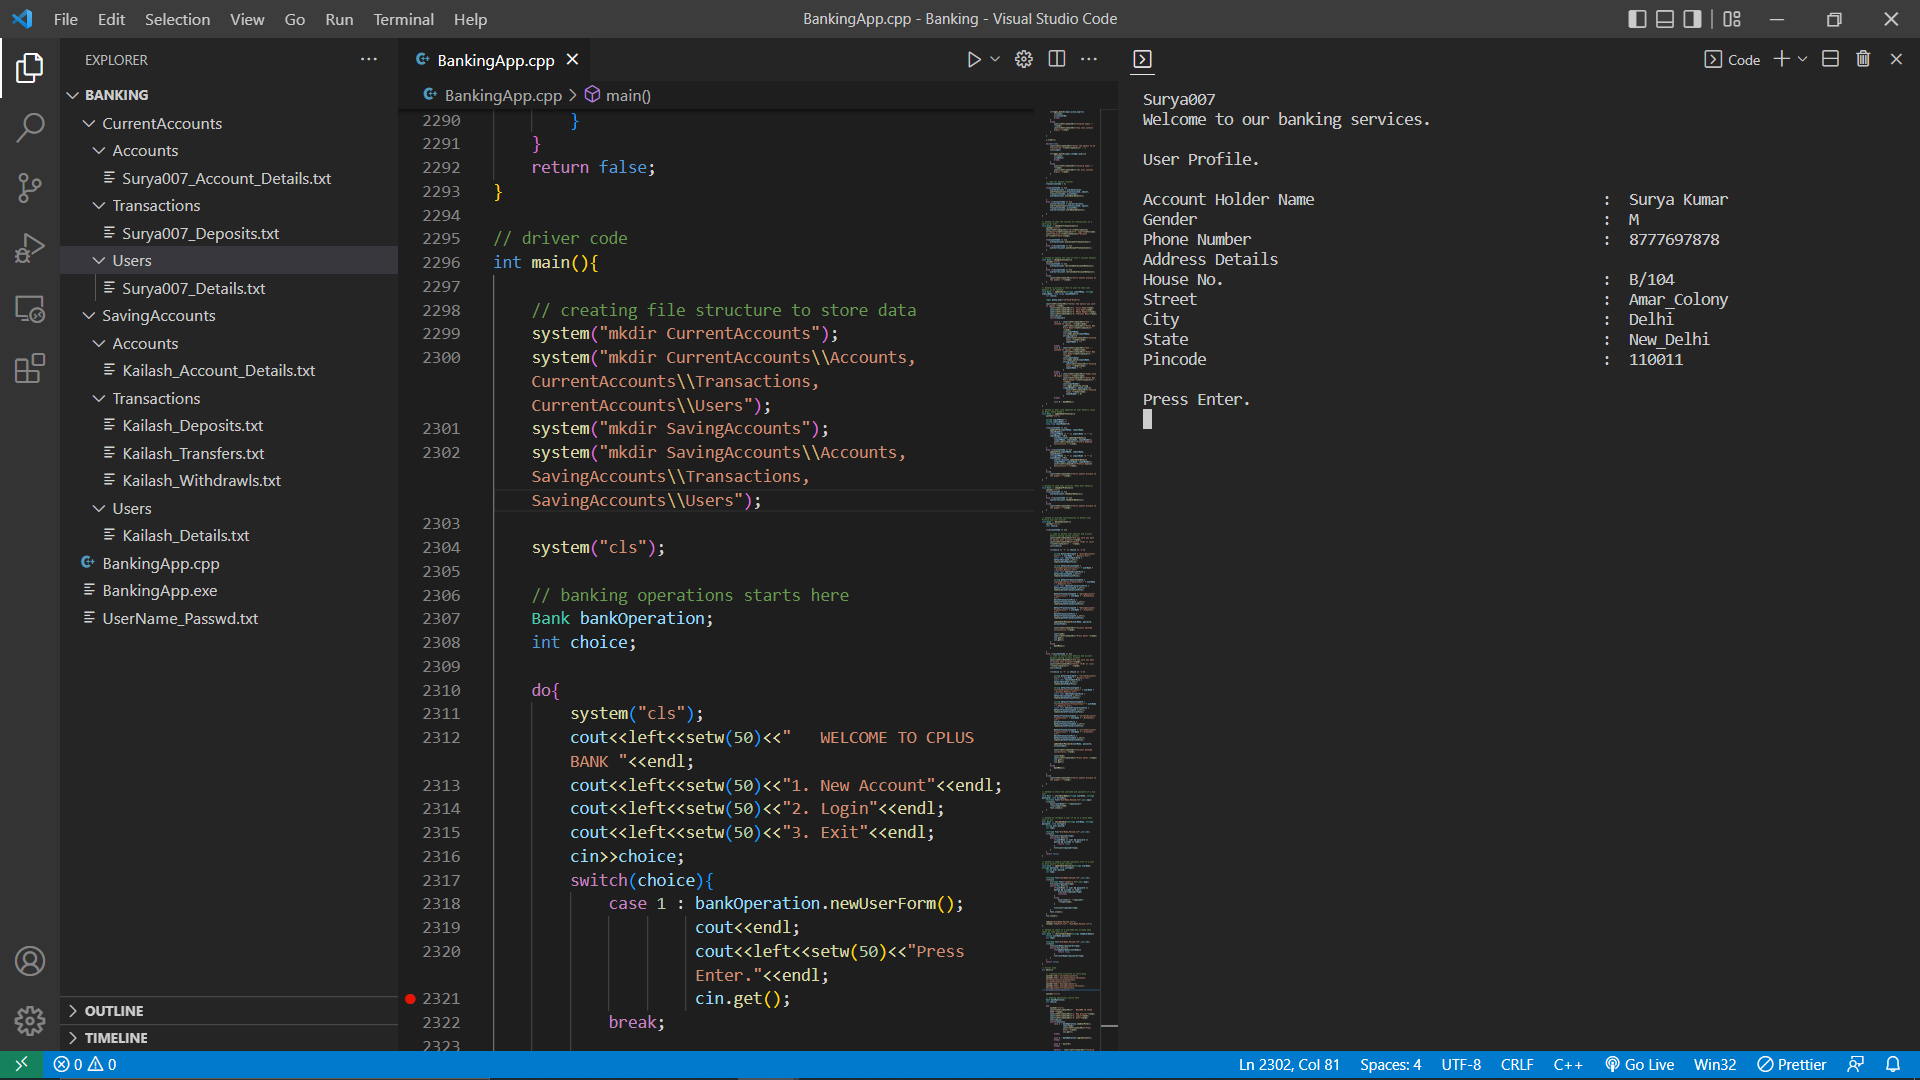 File Edit Selection View Go Run Terminal Help
BankingApp.cpp - Banking - Visual Studio Code
EXPLORER
BANKING
CurrentAccounts
Accounts
Surya007_Account_Details.txt
Transactions
Surya007_Deposits.txt
Users
Surya007_Details.txt
SavingAccounts
Accounts
Kailash_Account_Details.txt
Transactions
Kailash_Deposits.txt
Kailash_Transfers.txt
Kailash_Withdrawls.txt
Users
Kailash_Details.txt
BankingApp.cpp
BankingApp.exe
UserName_Passwd.txt
OUTLINE
TIMELINE
BankingApp.cpp
BankingApp.cpp > main()
2290 }
2291 }
2292 return false;
2293 }
2294
2295 // driver code
2296 int main(){
2297
2298 // creating file structure to store data
2299 system("mkdir CurrentAccounts");
2300 system("mkdir CurrentAccounts\\Accounts,
CurrentAccounts\\Transactions,
CurrentAccounts\\Users");
2301 system("mkdir SavingAccounts");
2302 system("mkdir SavingAccounts\\Accounts,
SavingAccounts\\Transactions,
SavingAccounts\\Users");
2303
2304 system("cls");
2305
2306 // banking operations starts here
2307 Bank bankOperation;
2308 int choice;
2309
2310 do{
2311 system("cls");
2312 cout<<left<<setw(50)<<"   WELCOME TO CPLUS
BANK "<<endl;
2313 cout<<left<<setw(50)<<"1. New Account"<<endl;
2314 cout<<left<<setw(50)<<"2. Login"<<endl;
2315 cout<<left<<setw(50)<<"3. Exit"<<endl;
2316 cin>>choice;
2317 switch(choice){
2318 case 1 : bankOperation.newUserForm();
2319 cout<<endl;
2320 cout<<left<<setw(50)<<"Press
Enter."<<endl;
2321 cin.get();
2322 break;
2323
Code
Surya007
Welcome to our banking services.
User Profile.
Account Holder Name : Surya Kumar
Gender : M
Phone Number : 8777697878
Address Details
House No. : B/104
Street : Amar_Colony
City : Delhi
State : New_Delhi
Pincode : 110011
Press Enter.
0 0
Ln 2302, Col 81 Spaces: 4 UTF-8 CRLF C++ Go Live Win32 Prettier